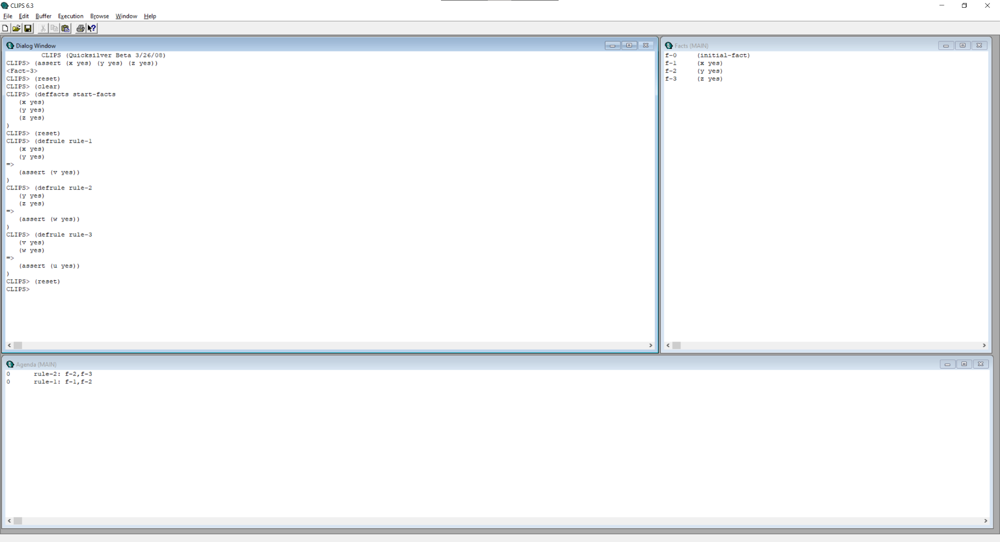 CLIPS 6.3
File Edit Buffer Execution Browse Window Help
Dialog Window
CLIPS (Quicksilver Beta 3/26/08)
CLIPS> (assert (x yes) (y yes) (z yes))
<Fact-3>
CLIPS> (reset)
CLIPS> (clear)
CLIPS> (deffacts start-facts
(x yes)
(y yes)
(z yes)
)
CLIPS> (reset)
CLIPS> (defrule rule-1
(x yes)
(y yes)
=>
(assert (v yes))
)
CLIPS> (defrule rule-2
(y yes)
(z yes)
=>
(assert (w yes))
)
CLIPS> (defrule rule-3
(v yes)
(w yes)
=>
(assert (u yes))
)
CLIPS> (reset)
CLIPS>
Facts (MAIN)
f-0 (initial-fact)
f-1 (x yes)
f-2 (y yes)
f-3 (z yes)
Agenda (MAIN)
0 rule-2: f-2,f-3
0 rule-1: f-1,f-2